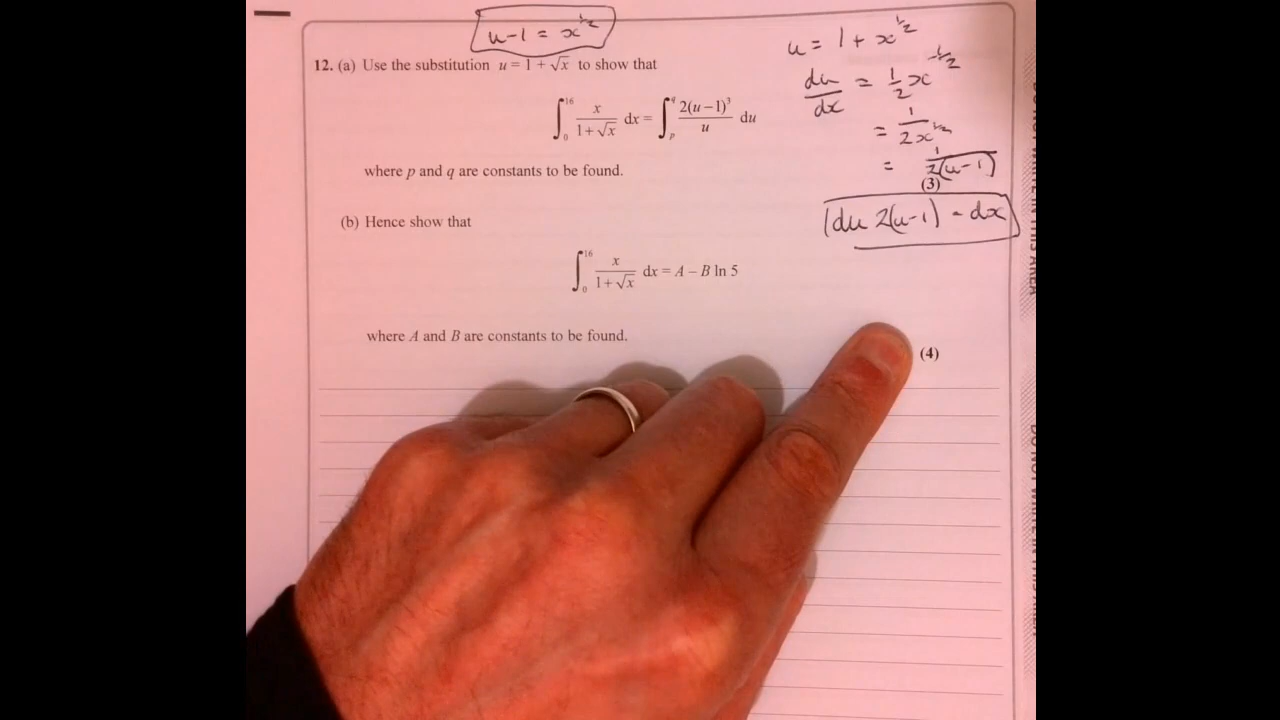 u-1 = x^½
u = 1 + x^½
12. (a) Use the substitution u = 1 + √x to show that
du/dx = ½x^-½
∫₀¹⁶ x/(1+√x) dx = ∫ₚ^q 2(u−1)³/u du
= 1/2x^½
= 1/2(u-1)
where p and q are constants to be found.
(3)
du 2(u-1) = dx
(b) Hence show that
∫₀¹⁶ x/(1+√x) dx = A − B ln 5
where A and B are constants to be found.
(4)